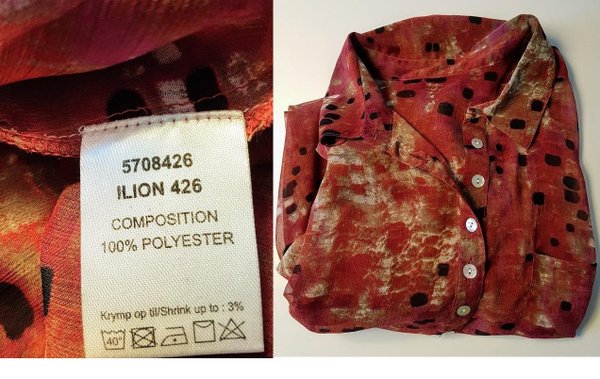 5708426
ILION 426
COMPOSITION
100% POLYESTER
Krymp op til/Shrink up to : 3%
40°